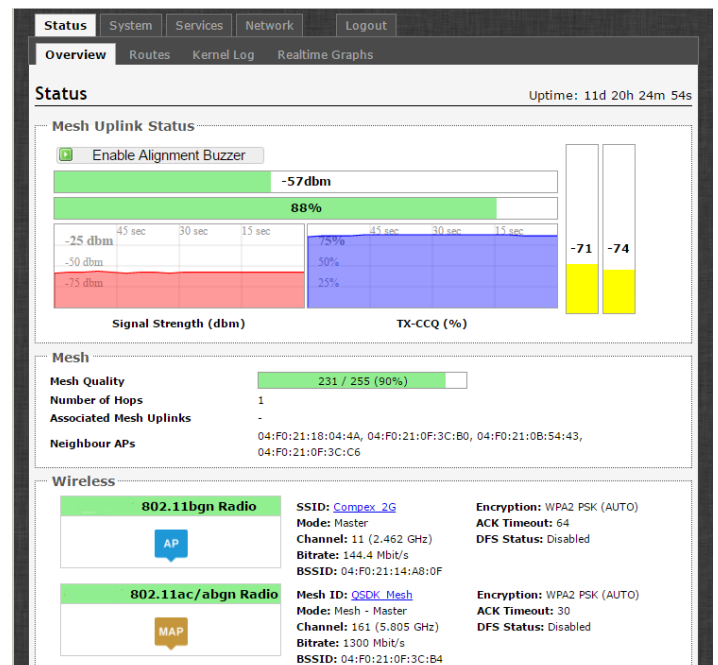 Status System Services Network Logout
Overview Routes Kernel Log Realtime Graphs
Status Uptime: 11d 20h 24m 54s
Mesh Uplink Status
Enable Alignment Buzzer
-57dbm
88%
45 sec 30 sec 15 sec 45 sec 30 sec 15 sec
-25 dbm 75%
-71 -74
-50 dbm 50%
-75 dbm 25%
Signal Strength (dbm) TX-CCQ (%)
Mesh
Mesh Quality 231 / 255 (90%)
Number of Hops 1
Associated Mesh Uplinks -
Neighbour APs 04:F0:21:18:04:4A, 04:F0:21:0F:3C:B0, 04:F0:21:0B:54:43,
04:F0:21:0F:3C:C6
Wireless
802.11bgn Radio
AP
SSID: Compex_2G Encryption: WPA2 PSK (AUTO)
Mode: Master ACK Timeout: 64
Channel: 11 (2.462 GHz) DFS Status: Disabled
Bitrate: 144.4 Mbit/s
BSSID: 04:F0:21:14:A8:0F
802.11ac/abgn Radio
MAP
Mesh ID: QSDK_Mesh Encryption: WPA2 PSK (AUTO)
Mode: Mesh - Master ACK Timeout: 30
Channel: 161 (5.805 GHz) DFS Status: Disabled
Bitrate: 1300 Mbit/s
BSSID: 04:F0:21:0F:3C:B4